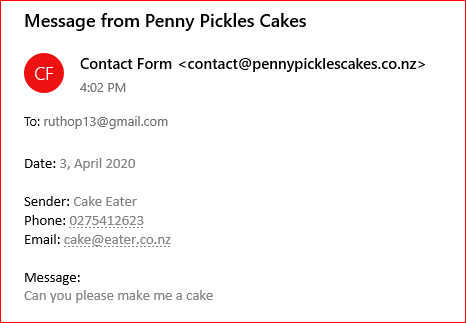 Message from Penny Pickles Cakes
CF
Contact Form <contact@pennypicklescakes.co.nz>
4:02 PM
To: ruthop13@gmail.com
Date: 3, April 2020
Sender: Cake Eater
Phone: 0275412623
Email: cake@eater.co.nz
Message:
Can you please make me a cake